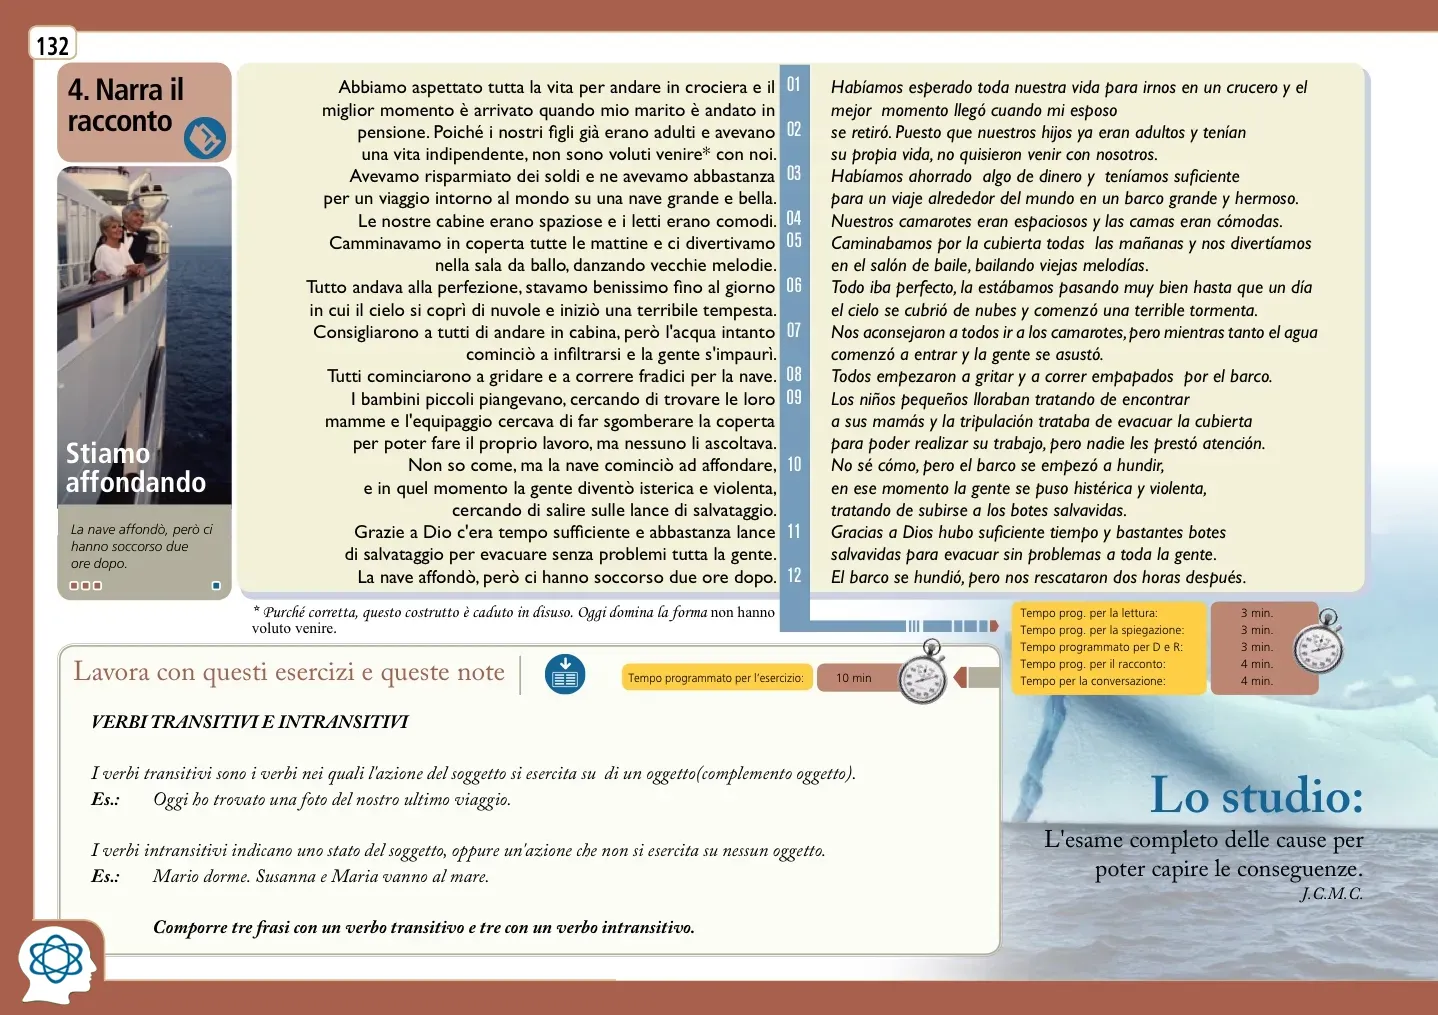 132
4. Narra il
racconto
Stiamo
affondando
La nave affondò, però ci
hanno soccorso due
ore dopo.
Abbiamo aspettato tutta la vita per andare in crociera e il
miglior momento è arrivato quando mio marito è andato in
pensione. Poiché i nostri figli già erano adulti e avevano
una vita indipendente, non sono voluti venire* con noi.
Avevamo risparmiato dei soldi e ne avevamo abbastanza
per un viaggio intorno al mondo su una nave grande e bella.
Le nostre cabine erano spaziose e i letti erano comodi.
Camminavamo in coperta tutte le mattine e ci divertivamo
nella sala da ballo, danzando vecchie melodie.
Tutto andava alla perfezione, stavamo benissimo fino al giorno
in cui il cielo si coprì di nuvole e iniziò una terribile tempesta.
Consigliarono a tutti di andare in cabina, però l'acqua intanto
cominciò a infiltrarsi e la gente s'impaurì.
Tutti cominciarono a gridare e a correre fradici per la nave.
I bambini piccoli piangevano, cercando di trovare le loro
mamme e l'equipaggio cercava di far sgomberare la coperta
per poter fare il proprio lavoro, ma nessuno li ascoltava.
Non so come, ma la nave cominciò ad affondare,
e in quel momento la gente diventò isterica e violenta,
cercando di salire sulle lance di salvataggio.
Grazie a Dio c'era tempo sufficiente e abbastanza lance
di salvataggio per evacuare senza problemi tutta la gente.
La nave affondò, però ci hanno soccorso due ore dopo.
01
02
03
04
05
06
07
08
09
10
11
12
Habíamos esperado toda nuestra vida para irnos en un crucero y el
mejor momento llegó cuando mi esposo
se retiró. Puesto que nuestros hijos ya eran adultos y tenían
su propia vida, no quisieron venir con nosotros.
Habíamos ahorrado algo de dinero y teníamos suficiente
para un viaje alrededor del mundo en un barco grande y hermoso.
Nuestros camarotes eran espaciosos y las camas eran cómodas.
Caminabamos por la cubierta todas las mañanas y nos divertíamos
en el salón de baile, bailando viejas melodías.
Todo iba perfecto, la estábamos pasando muy bien hasta que un día
el cielo se cubrió de nubes y comenzó una terrible tormenta.
Nos aconsejaron a todos ir a los camarotes, pero mientras tanto el agua
comenzó a entrar y la gente se asustó.
Todos empezaron a gritar y a correr empapados por el barco.
Los niños pequeños lloraban tratando de encontrar
a sus mamás y la tripulación trataba de evacuar la cubierta
para poder realizar su trabajo, pero nadie les prestó atención.
No sé cómo, pero el barco se empezó a hundir,
en ese momento la gente se puso histérica y violenta,
tratando de subirse a los botes salvavidas.
Gracias a Dios hubo suficiente tiempo y bastantes botes
salvavidas para evacuar sin problemas a toda la gente.
El barco se hundió, pero nos rescataron dos horas después.
* Purché corretta, questo costrutto è caduto in disuso. Oggi domina la forma non hanno
voluto venire.
Tempo prog. per la lettura: 3 min.
Tempo prog. per la spiegazione: 3 min.
Tempo programmato per D e R: 3 min.
Tempo prog. per il racconto: 4 min.
Tempo per la conversazione: 4 min.
Lavora con questi esercizi e queste note
Tempo programmato per l'esercizio: 10 min
VERBI TRANSITIVI E INTRANSITIVI
I verbi transitivi sono i verbi nei quali l'azione del soggetto si esercita su di un oggetto(complemento oggetto).
Es.: Oggi ho trovato una foto del nostro ultimo viaggio.
I verbi intransitivi indicano uno stato del soggetto, oppure un'azione che non si esercita su nessun oggetto.
Es.: Mario dorme. Susanna e Maria vanno al mare.
Comporre tre frasi con un verbo transitivo e tre con un verbo intransitivo.
Lo studio:
L'esame completo delle cause per
poter capire le conseguenze.
J.C.M.C.